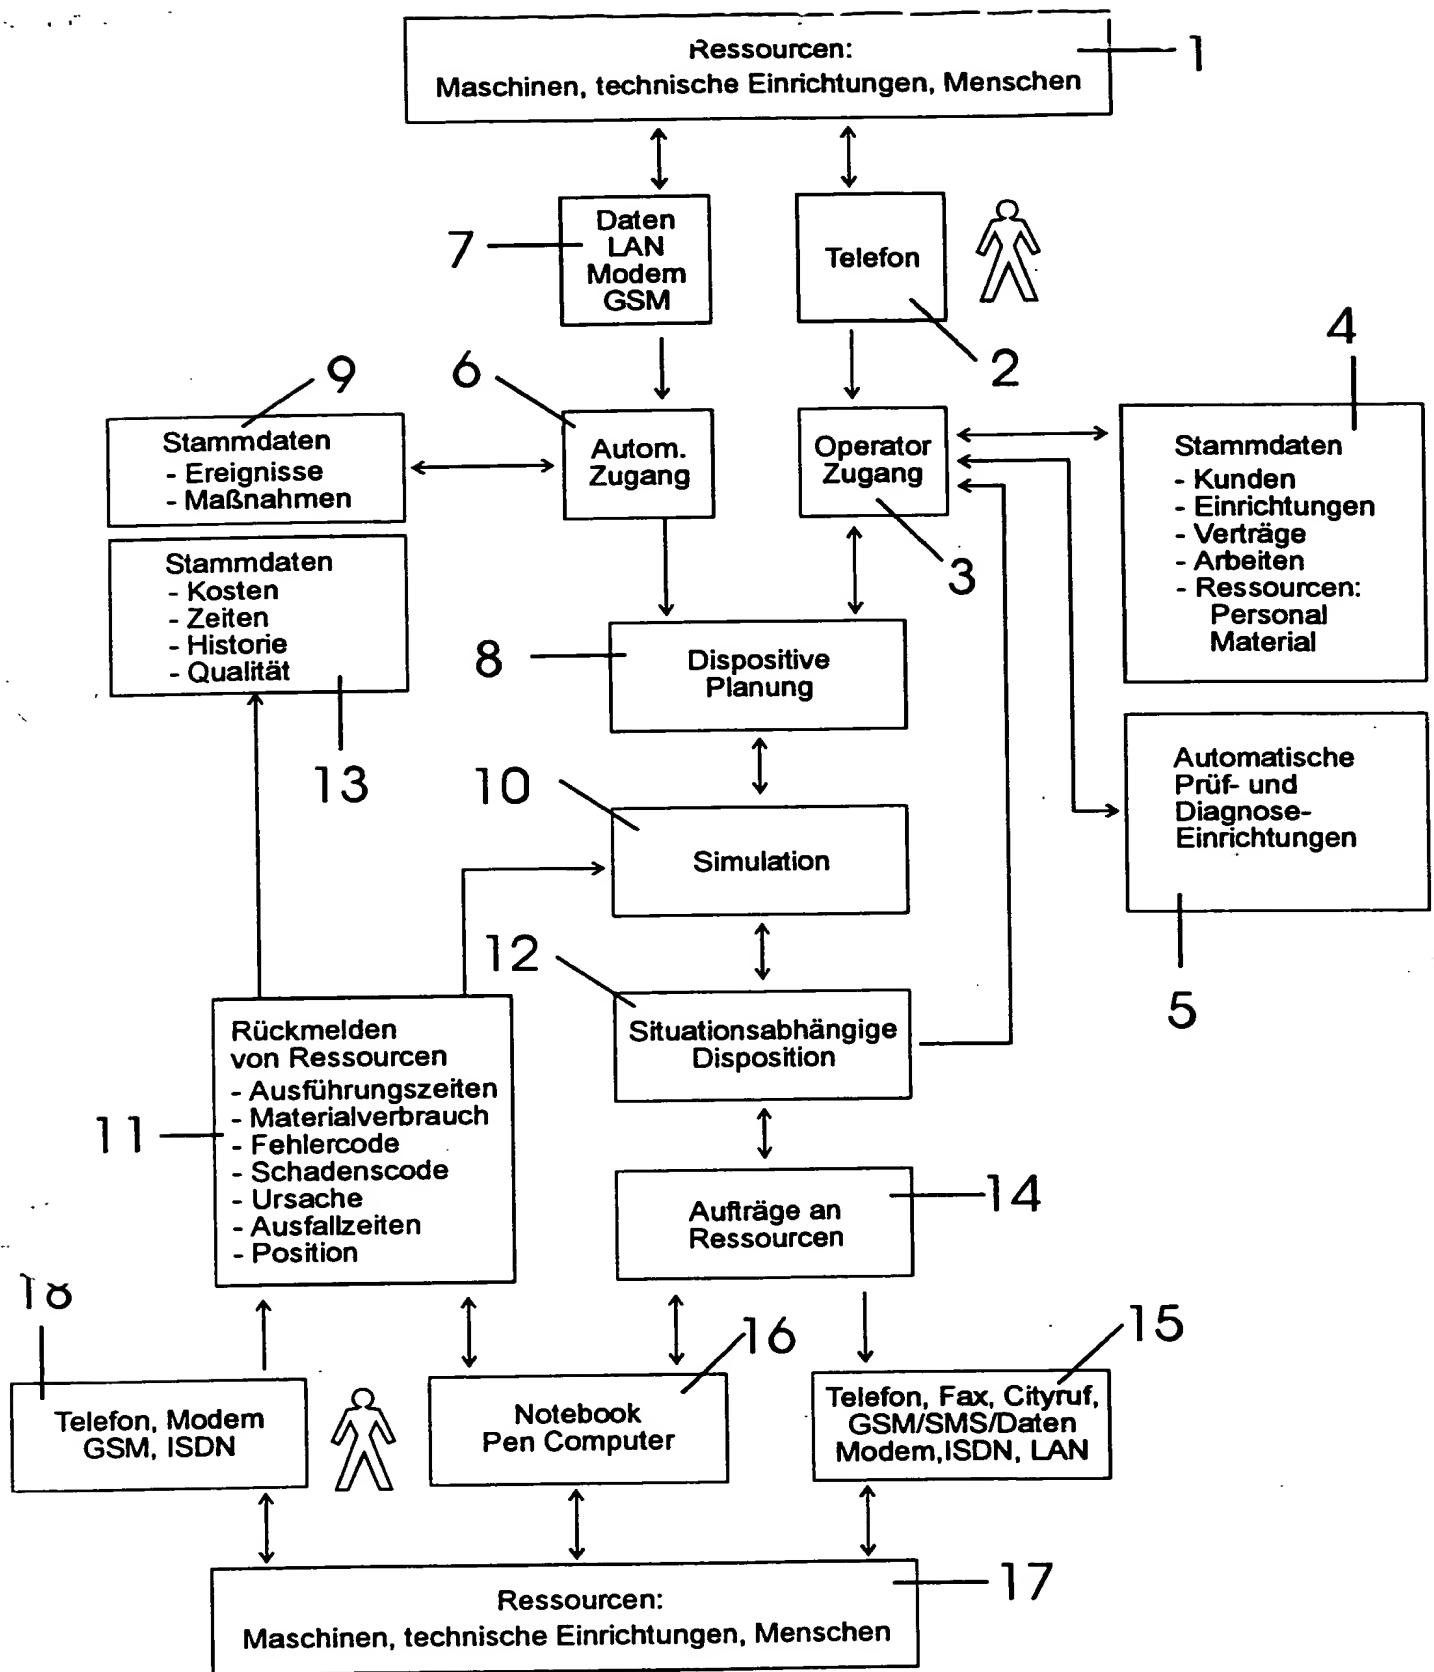 Ressourcen:
Maschinen, technische Einrichtungen, Menschen
1
Daten
LAN
Modem
GSM
7
Telefon
2
4
9
6
Stammdaten
- Ereignisse
- Maßnahmen
Autom.
Zugang
Operator
Zugang
3
Stammdaten
- Kunden
- Einrichtungen
- Verträge
- Arbeiten
- Ressourcen:
Personal
Material
Stammdaten
- Kosten
- Zeiten
- Historie
- Qualität
13
8
Dispositive
Planung
Automatische
Prüf- und
Diagnose-
Einrichtungen
5
10
Simulation
12
Situationsabhängige
Disposition
Rückmelden
von Ressourcen
- Ausführungszeiten
- Materialverbrauch
- Fehlercode
- Schadenscode
- Ursache
- Ausfallzeiten
- Position
11
14
Aufträge an
Ressourcen
18
16
15
Telefon, Modem
GSM, ISDN
Notebook
Pen Computer
Telefon, Fax, Cityruf,
GSM/SMS/Daten
Modem,ISDN, LAN
17
Ressourcen:
Maschinen, technische Einrichtungen, Menschen